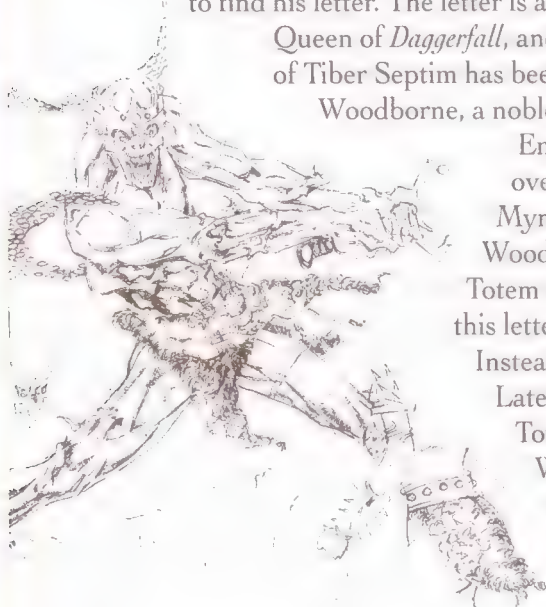 to find his letter. The letter is a
Queen of Daggerfall, and
of Tiber Septim has bee
Woodborne, a noble
En
ove
Myr
Wood
Totem
this lette
Instea
Late
To
W